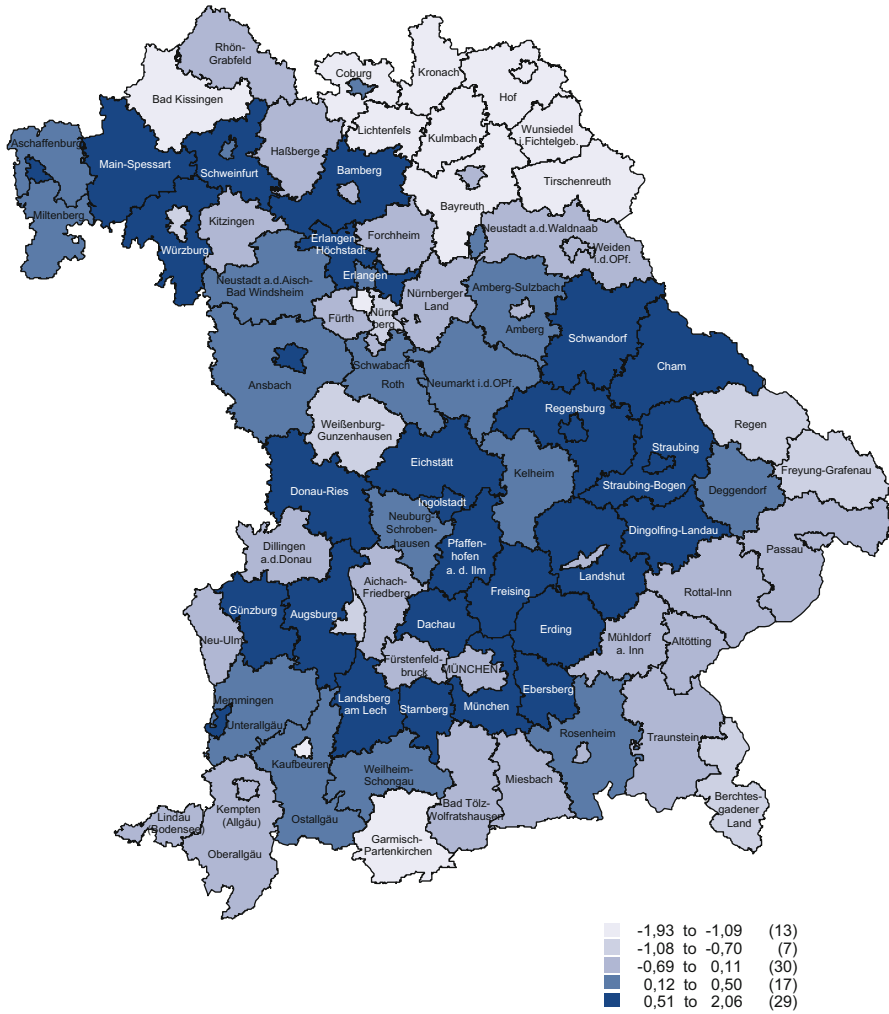 Rhön-
Grabfeld
Coburg
Kronach
Hof
Bad Kissingen
Lichtenfels
Kulmbach
Wunsiedel
i.Fichtelgeb.
Aschaffenburg
Main-Spessart
Schweinfurt
Haßberge
Bamberg
Tirschenreuth
Bayreuth
Miltenberg
Kitzingen
Würzburg
Erlangen-
Höchstadt
Forchheim
Neustadt a.d.Waldnaab
Weiden
i.d.OPf.
Erlangen
Neustadt a.d.Aisch-
Bad Windsheim
Nürnberger
Land
Amberg-Sulzbach
Fürth
Nürn
berg
Amberg
Schwandorf
Cham
Ansbach
Schwabach
Roth
Neumarkt i.d.OPf.
Regensburg
Weißenburg-
Gunzenhausen
Regen
Straubing
Eichstätt
Kelheim
Freyung-Grafenau
Donau-Ries
Straubing-Bogen
Deggendorf
Ingolstadt
Neuburg-
Schroben-
hausen
Dingolfing-Landau
Pfaffen-
hofen
a. d. Ilm
Dillingen
a.d.Donau
Passau
Aichach-
Friedberg
Landshut
Rottal-Inn
Günzburg
Augsburg
Freising
Dachau
Erding
Neu-Ulm
Mühldorf
a. Inn
Altötting
Fürstenfeld-
bruck
MÜNCHEN
Landsberg
am Lech
Starnberg
München
Ebersberg
Memmingen
Unterallgäu
Rosenheim
Traunstein
Kaufbeuren
Weilheim-
Schongau
Miesbach
Bad Tölz-
Wolfratshausen
Berchtes-
gadener
Land
Lindau
(Bodensee)
Kempten
(Allgäu)
Ostallgäu
Garmisch-
Partenkirchen
Oberallgäu
-1,93 to -1,09 (13)
-1,08 to -0,70 (7)
-0,69 to 0,11 (30)
0,12 to 0,50 (17)
0,51 to 2,06 (29)